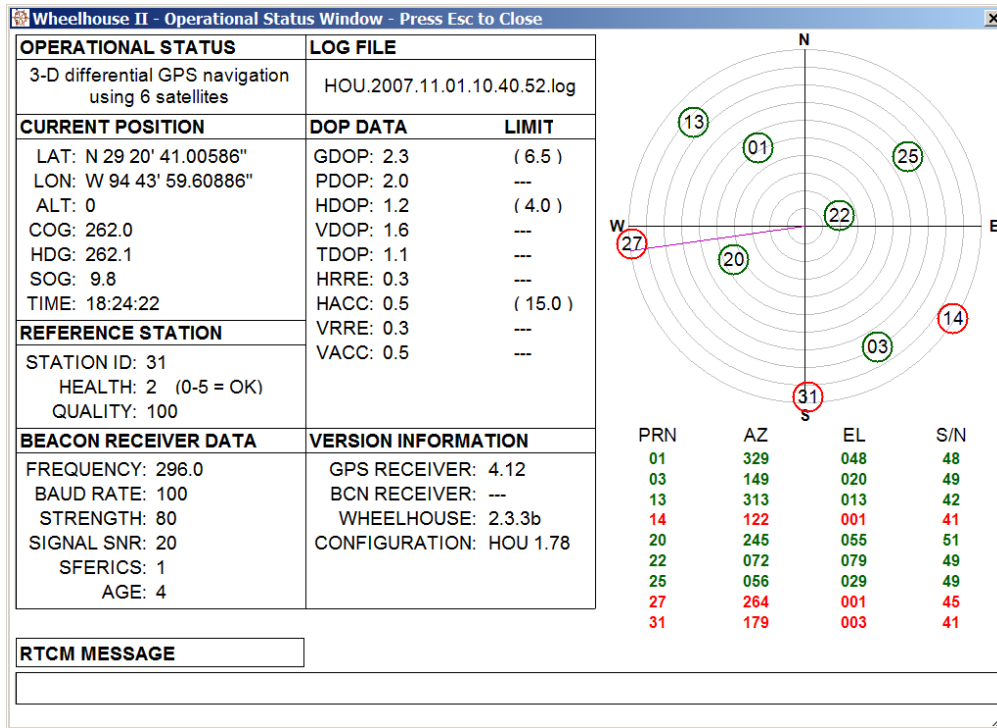 Wheelhouse II - Operational Status Window - Press Esc to Close
OPERATIONAL STATUS
3-D differential GPS navigation
using 6 satellites
LOG FILE
HOU.2007.11.01.10.40.52.log
CURRENT POSITION
LAT: N 29 20' 41.00586"
LON: W 94 43' 59.60886"
ALT: 0
COG: 262.0
HDG: 262.1
SOG: 9.8
TIME: 18:24:22
DOP DATA LIMIT
GDOP: 2.3 ( 6.5 )
PDOP: 2.0 ---
HDOP: 1.2 ( 4.0 )
VDOP: 1.6 ---
TDOP: 1.1 ---
HRRE: 0.3 ---
HACC: 0.5 ( 15.0 )
VRRE: 0.3 ---
VACC: 0.5 ---
REFERENCE STATION
STATION ID: 31
HEALTH: 2 (0-5 = OK)
QUALITY: 100
BEACON RECEIVER DATA
FREQUENCY: 296.0
BAUD RATE: 100
STRENGTH: 80
SIGNAL SNR: 20
SFERICS: 1
AGE: 4
VERSION INFORMATION
GPS RECEIVER: 4.12
BCN RECEIVER: ---
WHEELHOUSE: 2.3.3b
CONFIGURATION: HOU 1.78
N
13
01
25
22
W
E
27
20
14
03
31
S
PRN AZ EL S/N
01 329 048 48
03 149 020 49
13 313 013 42
14 122 001 41
20 245 055 51
22 072 079 49
25 056 029 49
27 264 001 45
31 179 003 41
RTCM MESSAGE